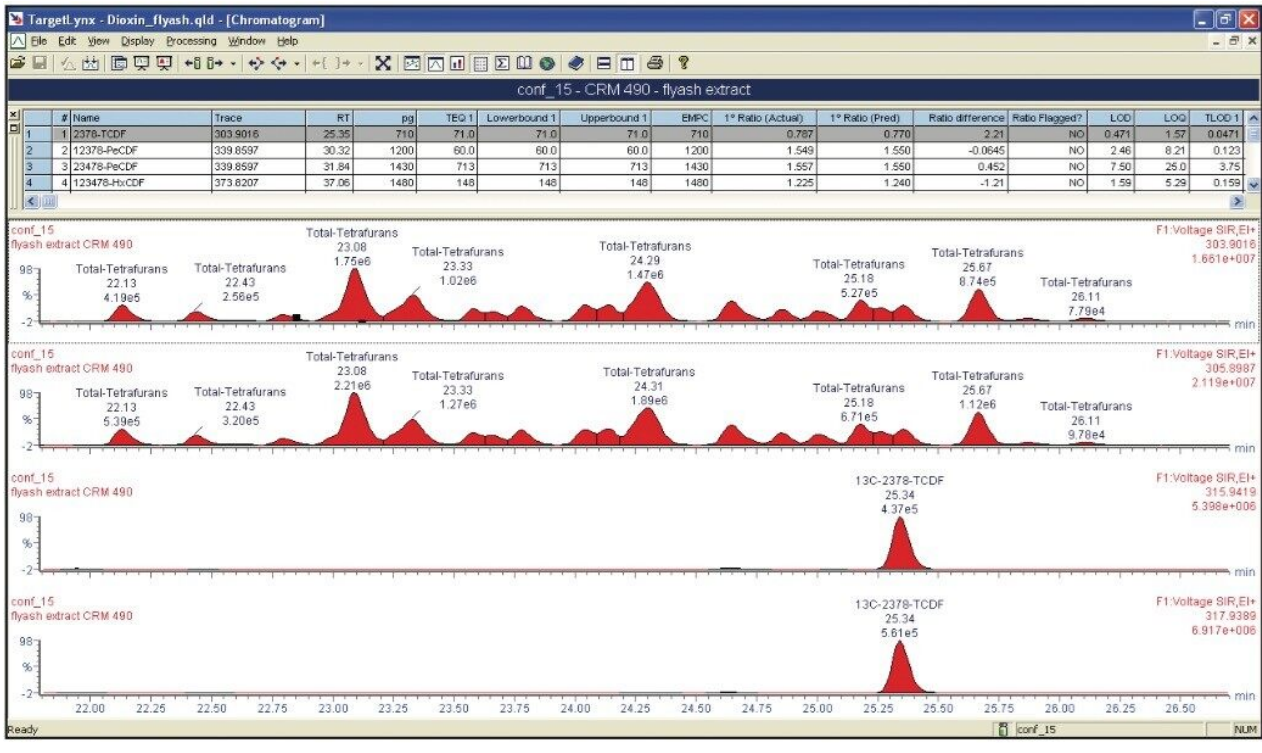 TargetLynx - Dioxin_flyash.qld - [Chromatogram]
File Edit View Display Processing Window Help
conf_15 - CRM 490 - flyash extract
# Name Trace RT pg TEQ 1 Lowerbound 1 Upperbound 1 EMPC 1° Ratio (Actual) 1° Ratio (Pred) Ratio difference Ratio Flagged? LOD LOQ TLOD 1
1 1 2378-TCDF 303.9016 25.35 710 71.0 71.0 71.0 710 0.787 0.770 2.21 NO 0.471 1.57 0.0471
2 2 12378-PeCDF 339.8597 30.32 1200 60.0 60.0 60.0 1200 1.549 1.550 -0.0645 NO 2.46 8.21 0.123
3 3 23478-PeCDF 339.8597 31.84 1430 713 713 713 1430 1.557 1.550 0.452 NO 7.50 25.0 3.75
4 4 123478-HxCDF 373.8207 37.06 1480 148 148 148 1480 1.225 1.240 -1.21 NO 1.59 5.29 0.159
conf_15
flyash extract CRM 490
F1:Voltage SIR,EI+
303.9016
1.661e+007
98
%
-2
Total-Tetrafurans
22.13
4.19e5
Total-Tetrafurans
22.43
2.56e5
Total-Tetrafurans
23.08
1.75e6
Total-Tetrafurans
23.33
1.02e6
Total-Tetrafurans
24.29
1.47e6
Total-Tetrafurans
25.18
5.27e5
Total-Tetrafurans
25.67
8.74e5
Total-Tetrafurans
26.11
7.79e4
min
conf_15
flyash extract CRM 490
F1:Voltage SIR,EI+
305.8987
2.119e+007
98
%
-2
Total-Tetrafurans
22.13
5.39e5
Total-Tetrafurans
22.43
3.20e5
Total-Tetrafurans
23.08
2.21e6
Total-Tetrafurans
23.33
1.27e6
Total-Tetrafurans
24.31
1.89e6
Total-Tetrafurans
25.18
6.71e5
Total-Tetrafurans
25.67
1.12e6
Total-Tetrafurans
26.11
9.78e4
min
conf_15
flyash extract CRM 490
F1:Voltage SIR,EI+
315.9419
5.398e+006
98
%
-2
13C-2378-TCDF
25.34
4.37e5
min
conf_15
flyash extract CRM 490
F1:Voltage SIR,EI+
317.9389
6.917e+006
98
%
-2
13C-2378-TCDF
25.34
5.61e5
min
22.00 22.25 22.50 22.75 23.00 23.25 23.50 23.75 24.00 24.25 24.50 24.75 25.00 25.25 25.50 25.75 26.00 26.25 26.50
Ready conf_15 NUM